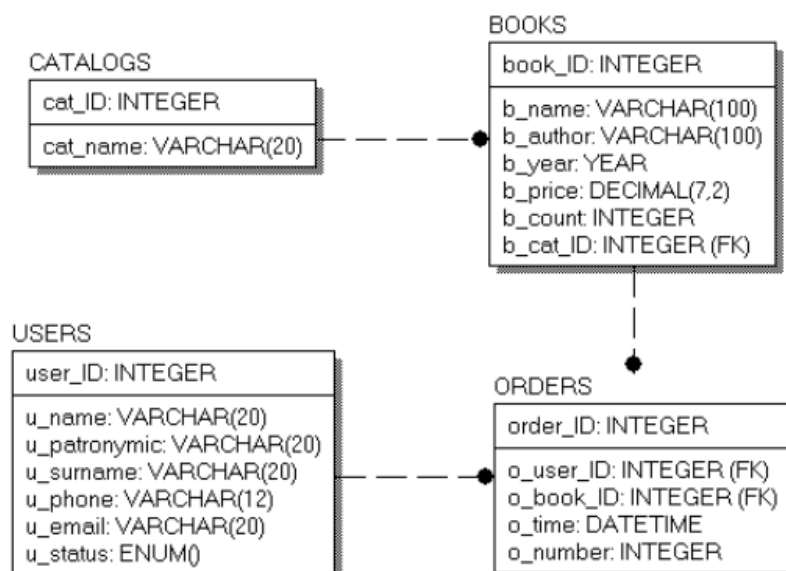 CATALOGS
cat_ID: INTEGER
cat_name: VARCHAR(20)
BOOKS
book_ID: INTEGER
b_name: VARCHAR(100)
b_author: VARCHAR(100)
b_year: YEAR
b_price: DECIMAL(7,2)
b_count: INTEGER
b_cat_ID: INTEGER (FK)
USERS
user_ID: INTEGER
u_name: VARCHAR(20)
u_patronymic: VARCHAR(20)
u_surname: VARCHAR(20)
u_phone: VARCHAR(12)
u_email: VARCHAR(20)
u_status: ENUM()
ORDERS
order_ID: INTEGER
o_user_ID: INTEGER (FK)
o_book_ID: INTEGER (FK)
o_time: DATETIME
o_number: INTEGER